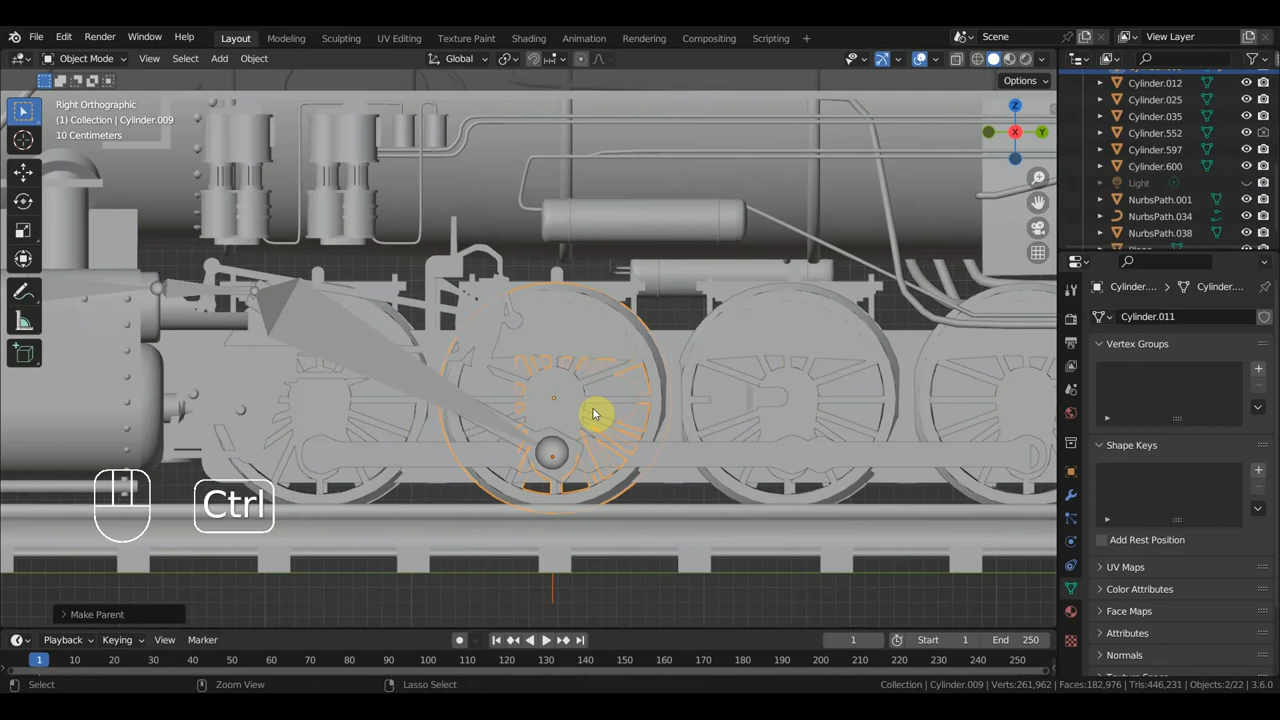 File Edit Render Window Help Layout Modeling Sculpting UV Editing Texture Paint Shading Animation Rendering Compositing Scripting + Scene View Layer
Object Mode View Select Add Object Global
Options
Right Orthographic
(1) Collection | Cylinder.009
10 Centimeters
Z
X
Y
Cylinder.012
Cylinder.025
Cylinder.035
Cylinder.552
Cylinder.597
Cylinder.600
Light
NurbsPath.001
NurbsPath.034
NurbsPath.038
Cylinder.... Cylinder....
Cylinder.011
Vertex Groups
Shape Keys
Add Rest Position
UV Maps
Color Attributes
Face Maps
Attributes
Normals
Ctrl
Make Parent
Playback Keying View Marker 1 Start 1 End 250
1 10 20 30 40 50 60 70 80 90 100 110 120 130 140 150 160 170 180 190 200 210 220 230 240 250
Select Zoom View Lasso Select Collection | Cylinder.009 | Verts:261,962 | Faces:182,976 | Tris:446,231 | Objects:2/22 | 3.6.0